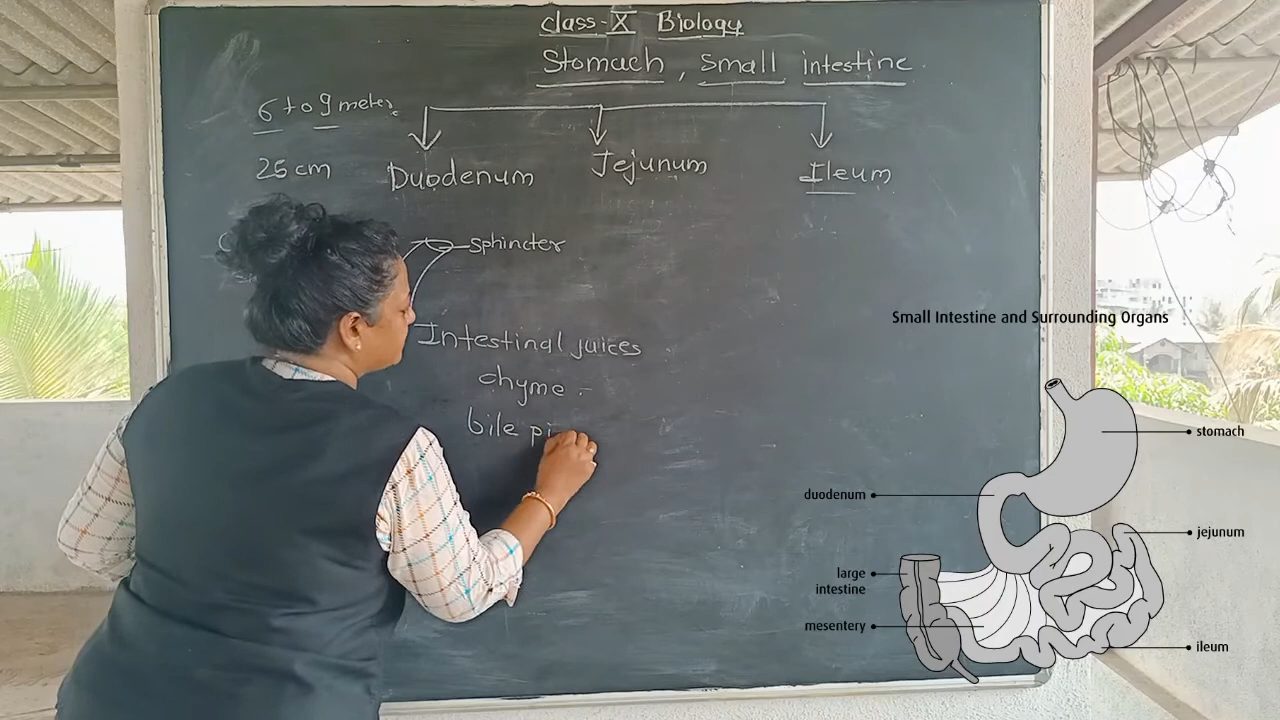 class-X Biology
Stomach, small intestine.
6 to 9 meter.
25 cm
Duodenum
Jejunum
Ileum
sphincter
Intestinal juices
chyme -
bile pi
Small Intestine and Surrounding Organs
stomach
duodenum
jejunum
large
intestine
mesentery
ileum